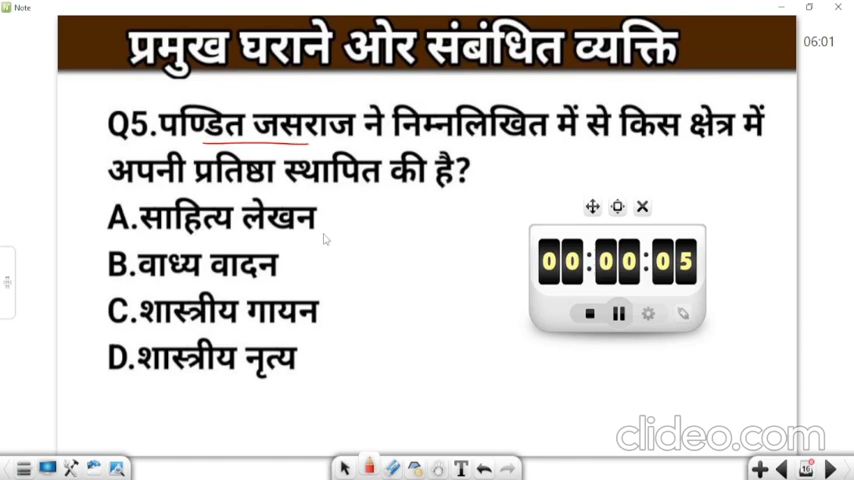 Note
06:01
प्रमुख घराने ओर संबंधित व्यक्ति
Q5.पण्डित जसराज ने निम्नलिखित में से किस क्षेत्र में
अपनी प्रतिष्ठा स्थापित की है?
A.साहित्य लेखन
B.वाध्य वादन
C.शास्त्रीय गायन
D.शास्त्रीय नृत्य
00:00:05
clideo.com
16